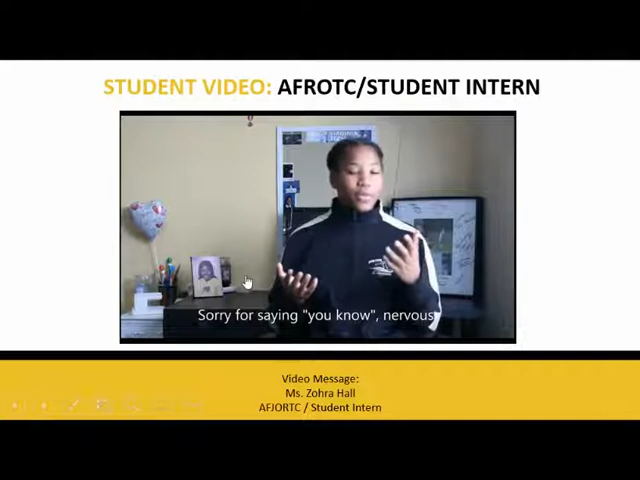 STUDENT VIDEO: AFROTC/STUDENT INTERN
Sorry for saying "you know", nervous
Video Message:
Ms. Zohra Hall
AFJORTC / Student Intern